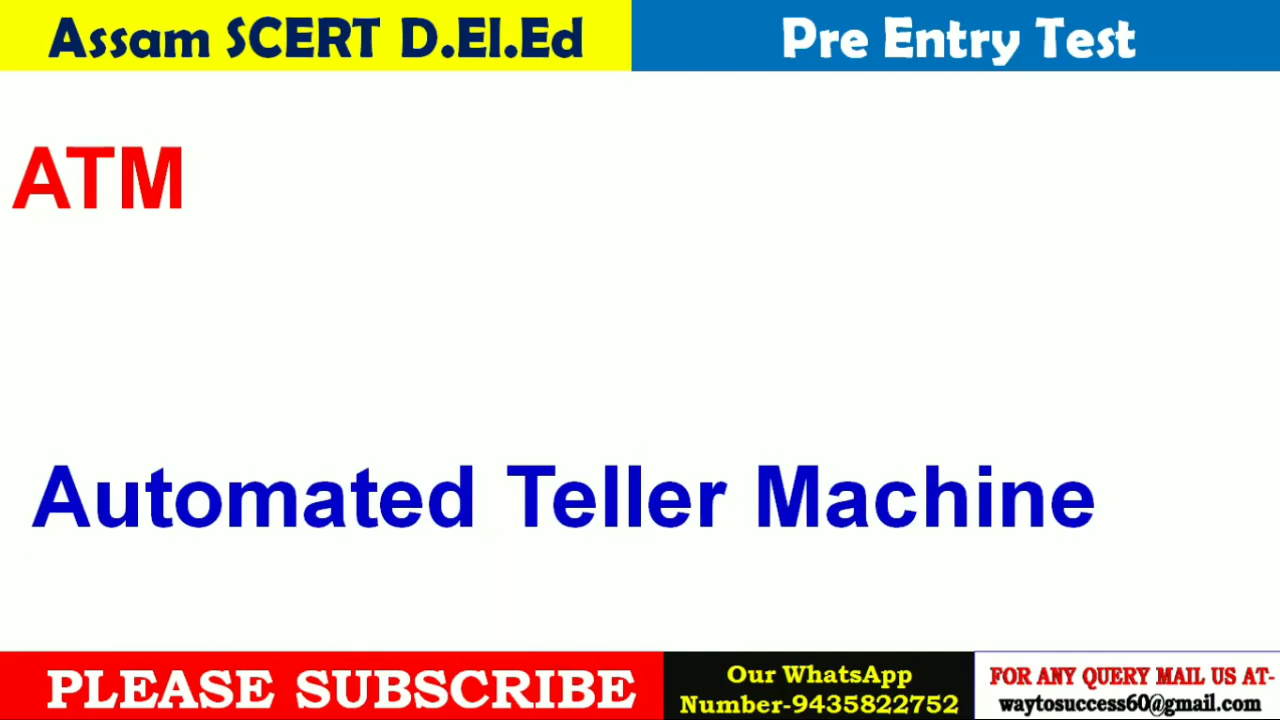 Assam SCERT D.El.Ed
Pre Entry Test
ATM
Automated Teller Machine
PLEASE SUBSCRIBE
Our WhatsApp
Number-9435822752
FOR ANY QUERY MAIL US AT-
waytosuccess60@gmail.com